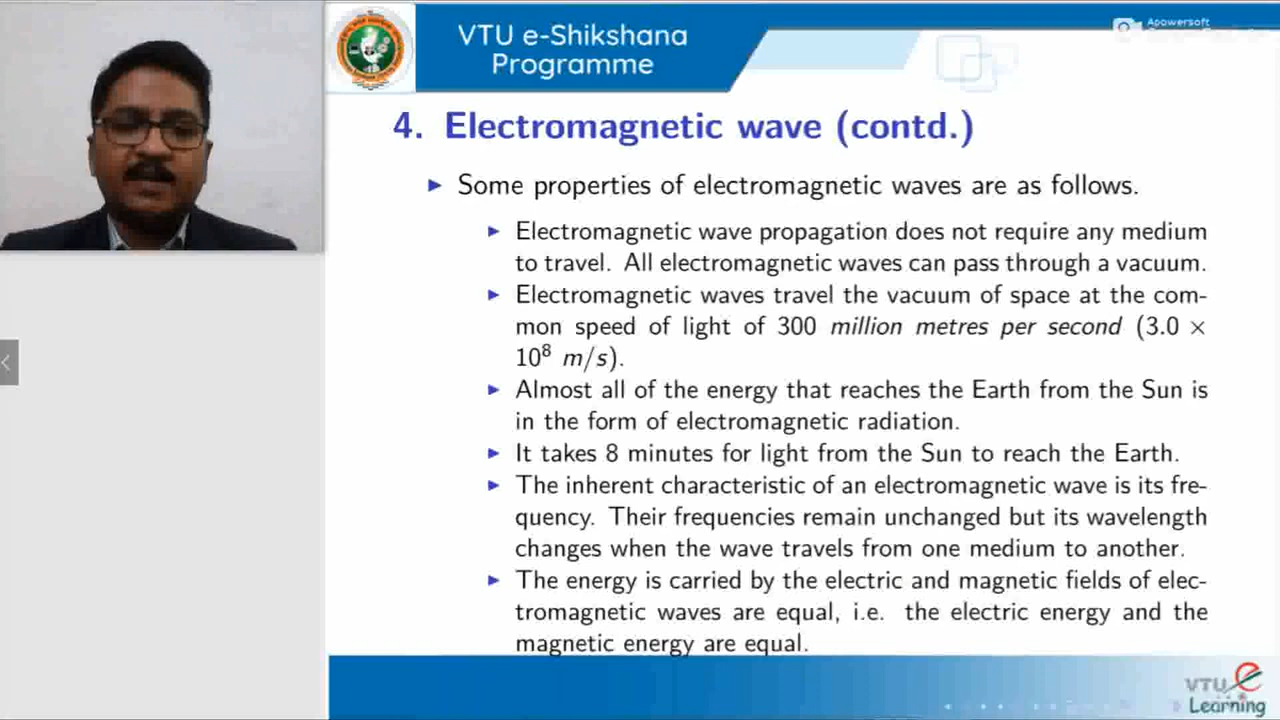 VTU e-Shikshana
Programme
Apowersoft
4. Electromagnetic wave (contd.)
Some properties of electromagnetic waves are as follows.
Electromagnetic wave propagation does not require any medium
to travel. All electromagnetic waves can pass through a vacuum.
Electromagnetic waves travel the vacuum of space at the com-
mon speed of light of 300 million metres per second (3.0 ×
10⁸ m/s).
Almost all of the energy that reaches the Earth from the Sun is
in the form of electromagnetic radiation.
It takes 8 minutes for light from the Sun to reach the Earth.
The inherent characteristic of an electromagnetic wave is its fre-
quency. Their frequencies remain unchanged but its wavelength
changes when the wave travels from one medium to another.
The energy is carried by the electric and magnetic fields of elec-
tromagnetic waves are equal, i.e. the electric energy and the
magnetic energy are equal.
VTU e
Learning